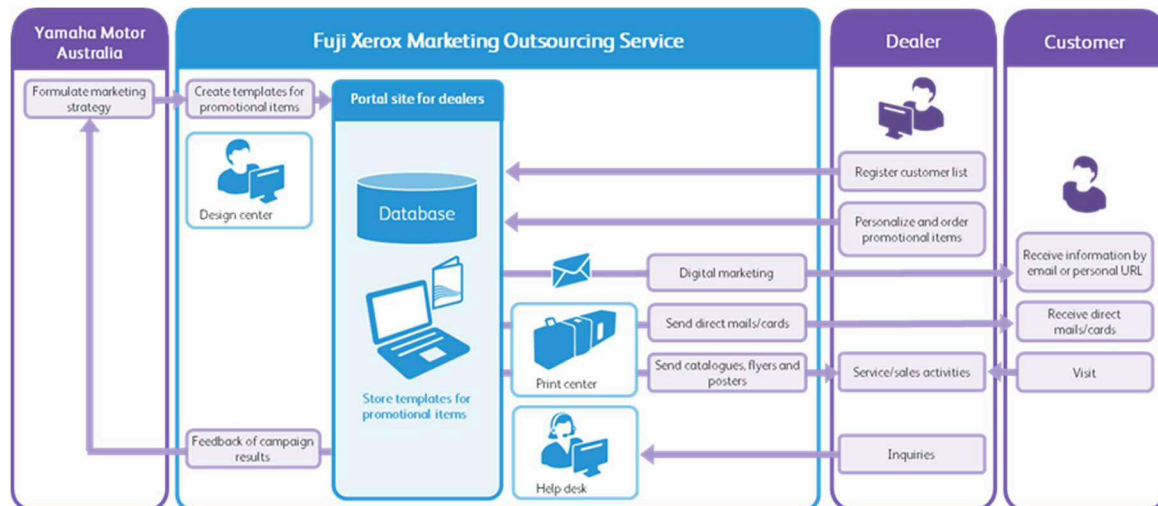 Yamaha Motor
Australia
Fuji Xerox Marketing Outsourcing Service
Dealer
Customer
Formulate marketing
strategy
Create templates for
promotional items
Portal site for dealers
Design center
Database
Register customer list
Personalize and order
promotional items
Digital marketing
Receive information by
email or personal URL
Send direct mails/cards
Receive direct
mails/cards
Print center
Send catalogues, flyers and
posters
Service/sales activities
Visit
Store templates for
promotional items
Feedback of campaign
results
Help desk
Inquiries